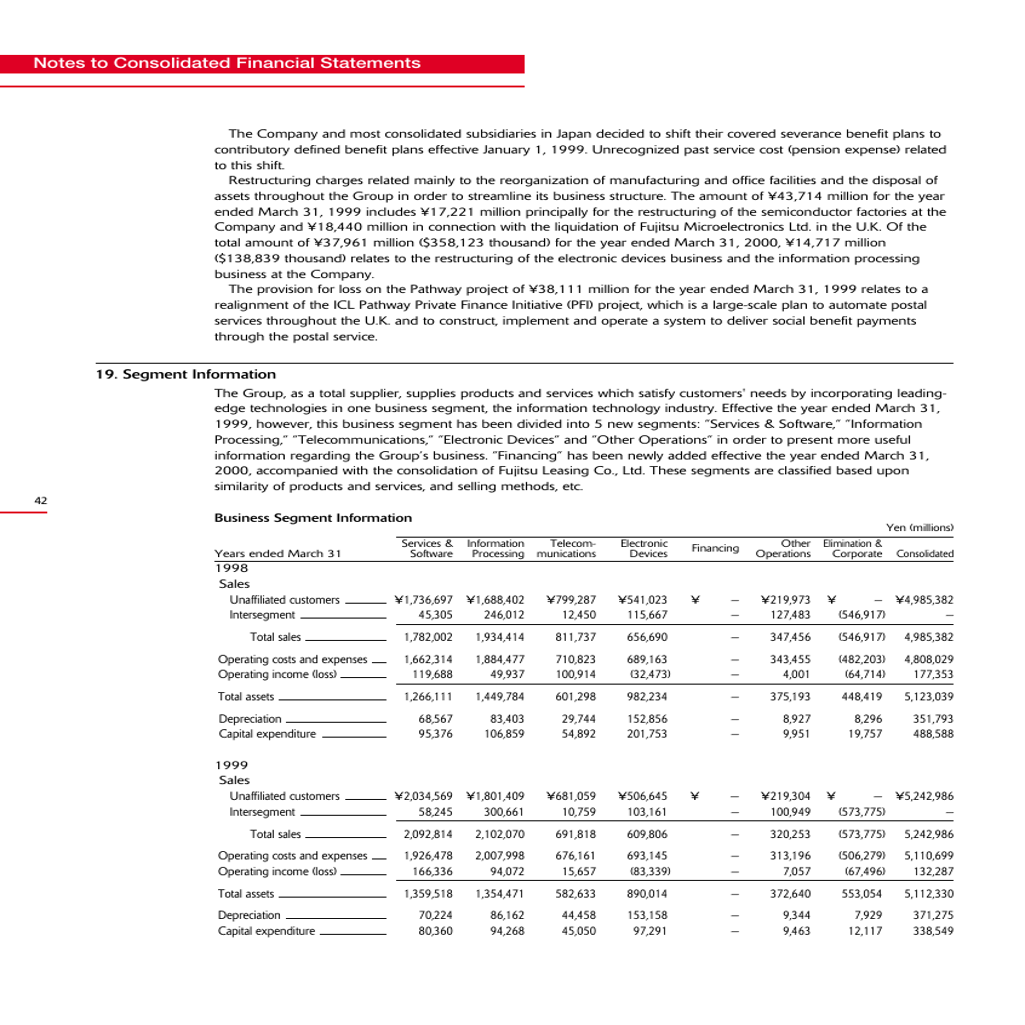 Notes to Consolidated Financial Statements
The Company and most consolidated subsidiaries in Japan decided to shift their covered severance benefit plans to
contributory defined benefit plans effective January 1, 1999. Unrecognized past service cost (pension expense) related
to this shift.
Restructuring charges related mainly to the reorganization of manufacturing and office facilities and the disposal of
assets throughout the Group in order to streamline its business structure. The amount of ¥43,714 million for the year
ended March 31, 1999 includes ¥17,221 million principally for the restructuring of the semiconductor factories at the
Company and ¥18,440 million in connection with the liquidation of Fujitsu Microelectronics Ltd. in the U.K. Of the
total amount of ¥37,961 million ($358,123 thousand) for the year ended March 31, 2000, ¥14,717 million
($138,839 thousand) relates to the restructuring of the electronic devices business and the information processing
business at the Company.
The provision for loss on the Pathway project of ¥38,111 million for the year ended March 31, 1999 relates to a
realignment of the ICL Pathway Private Finance Initiative (PFI) project, which is a large-scale plan to automate postal
services throughout the U.K. and to construct, implement and operate a system to deliver social benefit payments
through the postal service.
19. Segment Information
The Group, as a total supplier, supplies products and services which satisfy customers' needs by incorporating leading-
edge technologies in one business segment, the information technology industry. Effective the year ended March 31,
1999, however, this business segment has been divided into 5 new segments: “Services & Software,” “Information
Processing,” “Telecommunications,” “Electronic Devices” and “Other Operations” in order to present more useful
information regarding the Group’s business. “Financing” has been newly added effective the year ended March 31,
2000, accompanied with the consolidation of Fujitsu Leasing Co., Ltd. These segments are classified based upon
similarity of products and services, and selling methods, etc.
42
Business Segment Information
Yen (millions)
Services & Information Telecom- Electronic Other Elimination &
Years ended March 31 Software Processing munications Devices Financing Operations Corporate Consolidated
1998
Sales
Unaffiliated customers ¥1,736,697 ¥1,688,402 ¥799,287 ¥541,023 ¥ – ¥219,973 ¥ – ¥4,985,382
Intersegment 45,305 246,012 12,450 115,667 – 127,483 (546,917) –
Total sales 1,782,002 1,934,414 811,737 656,690 – 347,456 (546,917) 4,985,382
Operating costs and expenses 1,662,314 1,884,477 710,823 689,163 – 343,455 (482,203) 4,808,029
Operating income (loss) 119,688 49,937 100,914 (32,473) – 4,001 (64,714) 177,353
Total assets 1,266,111 1,449,784 601,298 982,234 – 375,193 448,419 5,123,039
Depreciation 68,567 83,403 29,744 152,856 – 8,927 8,296 351,793
Capital expenditure 95,376 106,859 54,892 201,753 – 9,951 19,757 488,588
1999
Sales
Unaffiliated customers ¥2,034,569 ¥1,801,409 ¥681,059 ¥506,645 ¥ – ¥219,304 ¥ – ¥5,242,986
Intersegment 58,245 300,661 10,759 103,161 – 100,949 (573,775) –
Total sales 2,092,814 2,102,070 691,818 609,806 – 320,253 (573,775) 5,242,986
Operating costs and expenses 1,926,478 2,007,998 676,161 693,145 – 313,196 (506,279) 5,110,699
Operating income (loss) 166,336 94,072 15,657 (83,339) – 7,057 (67,496) 132,287
Total assets 1,359,518 1,354,471 582,633 890,014 – 372,640 553,054 5,112,330
Depreciation 70,224 86,162 44,458 153,158 – 9,344 7,929 371,275
Capital expenditure 80,360 94,268 45,050 97,291 – 9,463 12,117 338,549